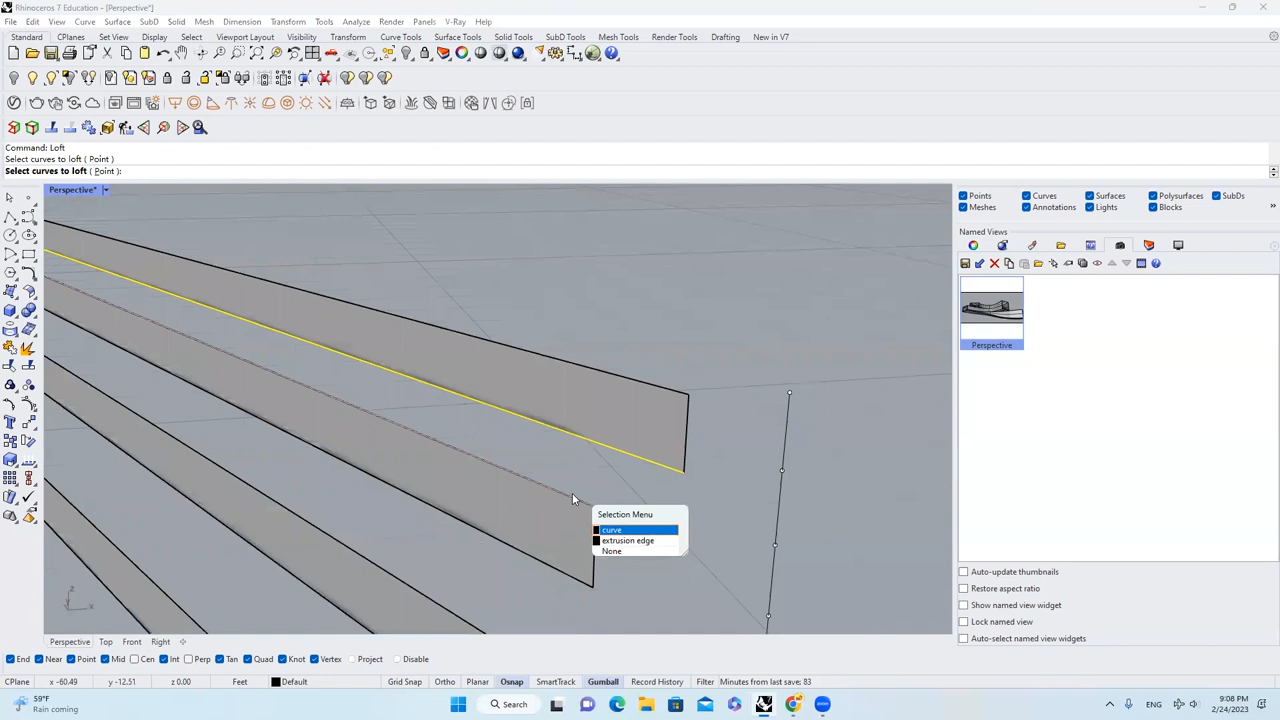 Rhinoceros 7 Education - [Perspective*]
File Edit View Curve Surface SubD Solid Mesh Dimension Transform Tools Analyze Render Panels V-Ray Help
Standard CPlanes Set View Display Select Viewport Layout Visibility Transform Curve Tools Surface Tools Solid Tools SubD Tools Mesh Tools Render Tools Drafting New in V7
Command: Loft
Select curves to loft ( Point )
Select curves to loft ( Point ):
Perspective*
Points Curves Surfaces Polysurfaces SubDs
Meshes Annotations Lights Blocks
Named Views
Perspective
Selection Menu
curve
extrusion edge
None
Auto-update thumbnails
Restore aspect ratio
Show named view widget
Lock named view
Auto-select named view widgets
z
x
Perspective Top Front Right
End Near Point Mid Cen Int Perp Tan Quad Knot Vertex Project Disable
CPlane x -60.49 y -12.51 z 0.00 Feet Default Grid Snap Ortho Planar Osnap SmartTrack Gumball Record History Filter Minutes from last save: 83
59°F
Rain coming
Search
ENG
9:08 PM
2/24/2023